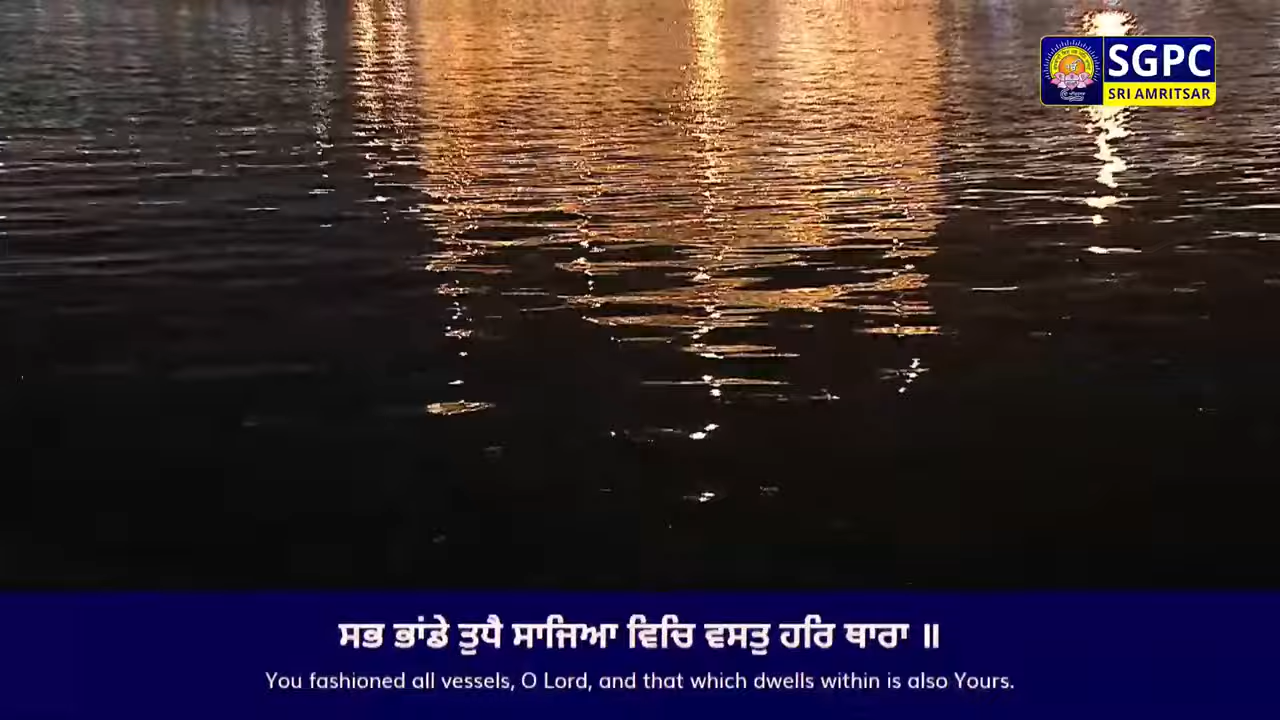 SGPC
SRI AMRITSAR
ਸਭ ਭਾਂਡੇ ਤੁਧੈ ਸਾਜਿਆ ਵਿਚਿ ਵਸਤੁ ਹਰਿ ਥਾਰਾ ॥
You fashioned all vessels, O Lord, and that which dwells within is also Yours.